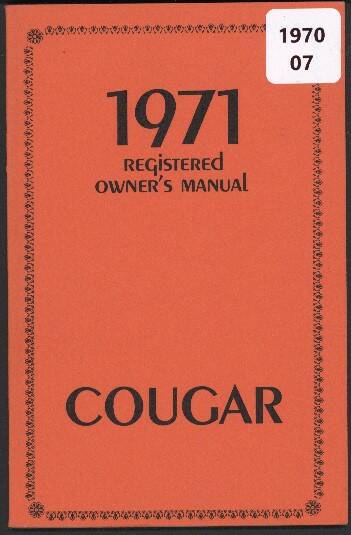 1970
07
1971
REGISTERED
OWNER'S MANUAL
COUGAR